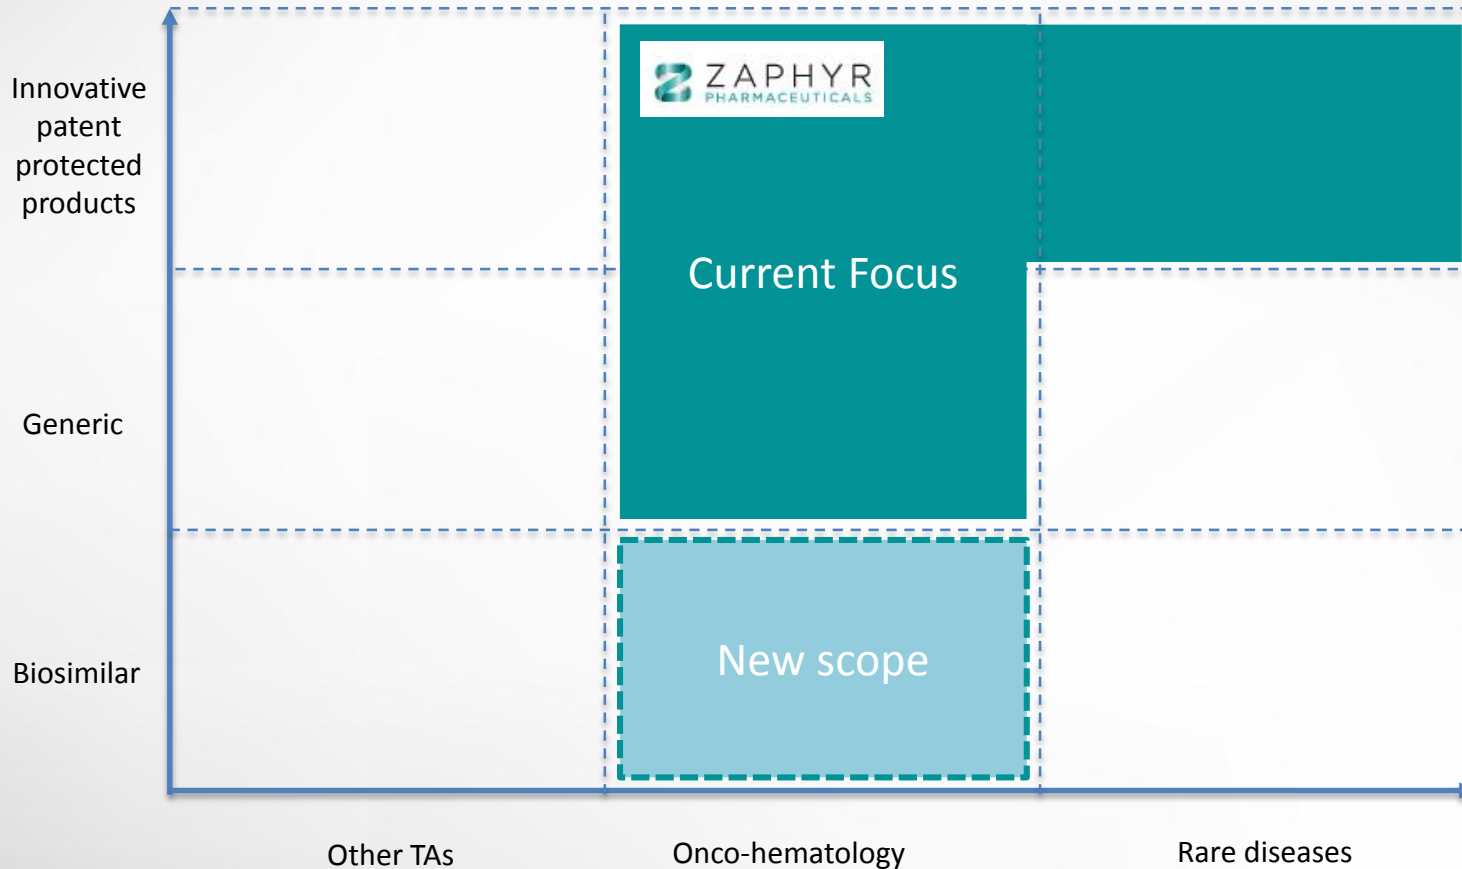 ZAPHYR
PHARMACEUTICALS
Innovative
patent
protected
products
Current Focus
Generic
New scope
Biosimilar
Other TAs
Onco-hematology
Rare diseases